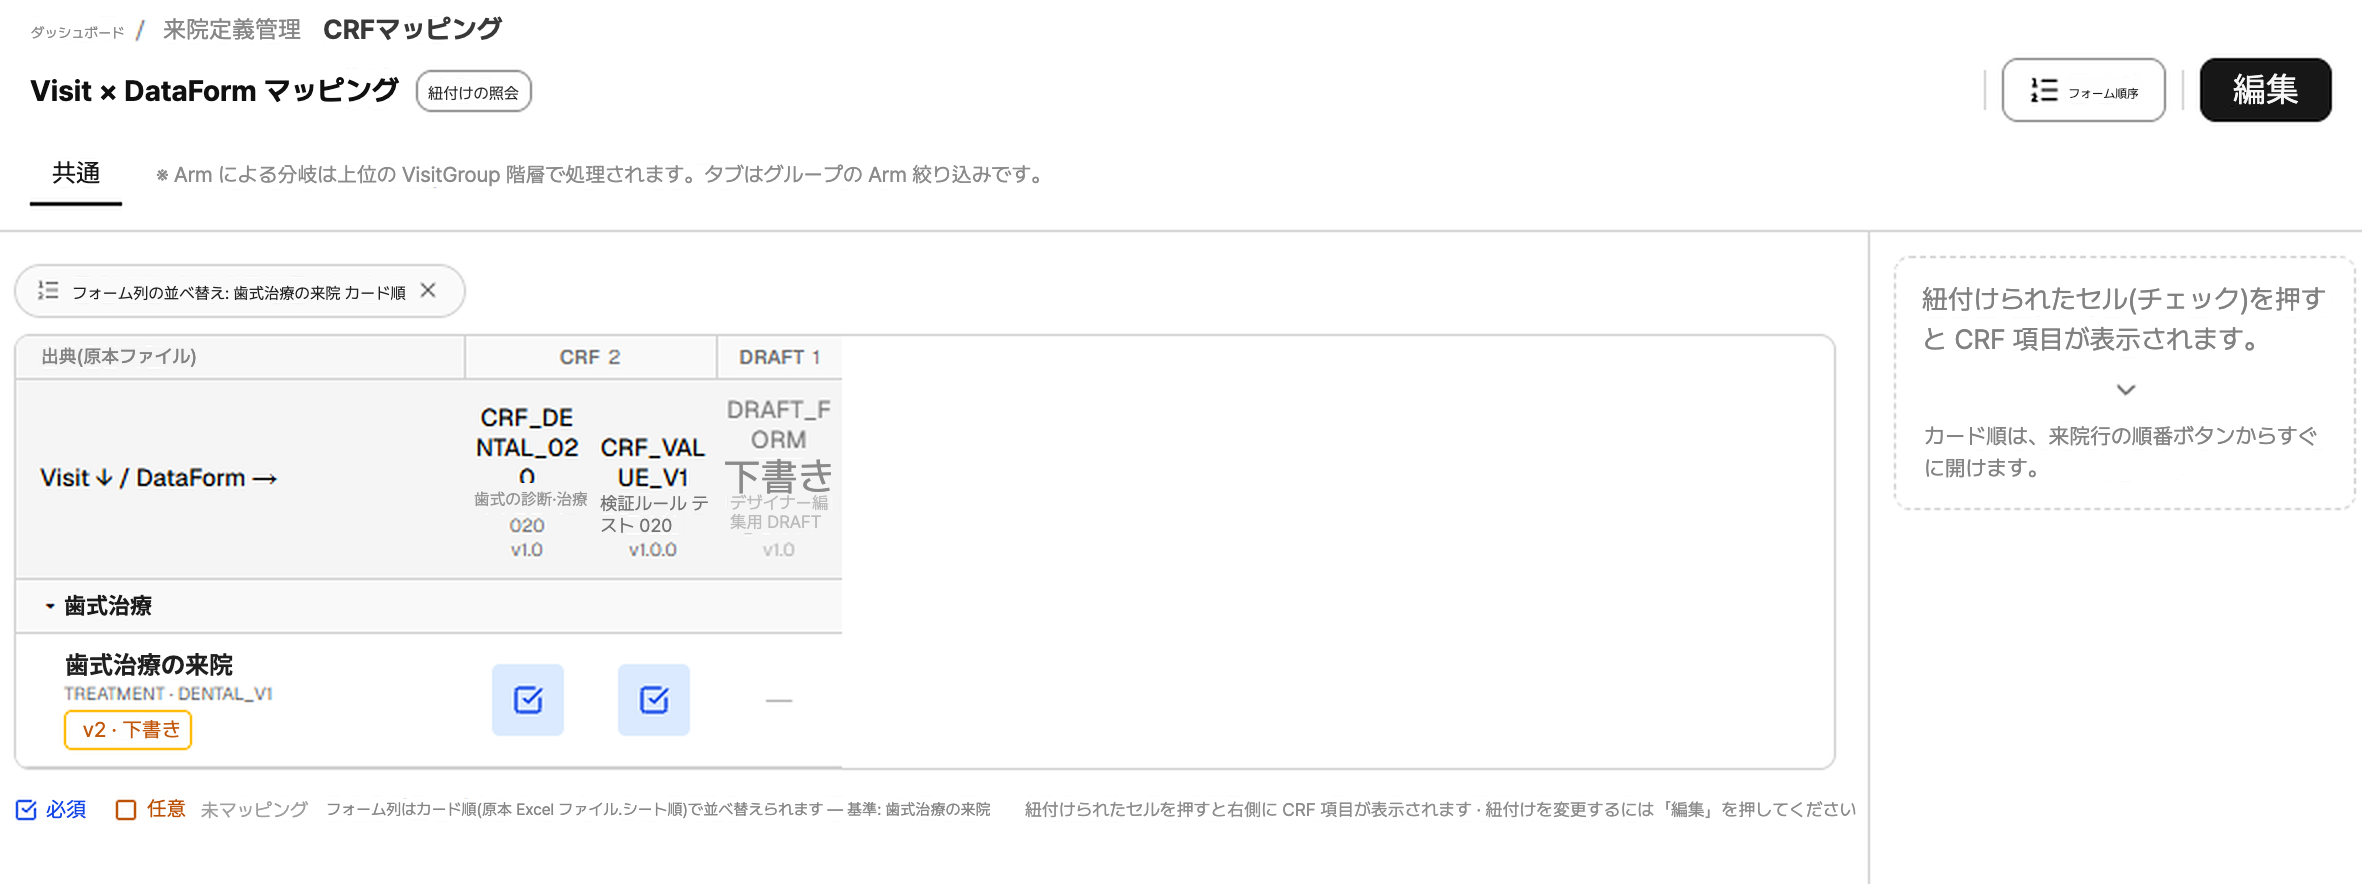 ダッシュボード / 来院定義管理 CRFマッピング
Visit × DataForm マッピング 紐付けの照会
フォーム順序 編集
共通 ※ Arm による分岐は上位の VisitGroup 階層で処理されます。タブはグループの Arm 絞り込みです。
フォーム列の並べ替え: 歯式治療の来院 カード順
出典(原本ファイル) CRF 2 DRAFT 1
Visit ↓ / DataForm →
CRF_DE
NTAL_02
0
歯式の診断·治療
020
v1.0
CRF_VAL
UE_V1
検証ルール テ
スト 020
v1.0.0
DRAFT_F
ORM
下書き
デザイナー編
集用 DRAFT
v1.0
歯式治療
歯式治療の来院
TREATMENT · DENTAL_V1
v2 · 下書き
—
必須 任意 未マッピング フォーム列はカード順(原本 Excel ファイル.シート順)で並べ替えられます — 基準: 歯式治療の来院 紐付けられたセルを押すと右側に CRF 項目が表示されます · 紐付けを変更するには「編集」を押してください
紐付けられたセル(チェック)を押す
と CRF 項目が表示されます。
カード順は、来院行の順番ボタンからすぐ
に開けます。